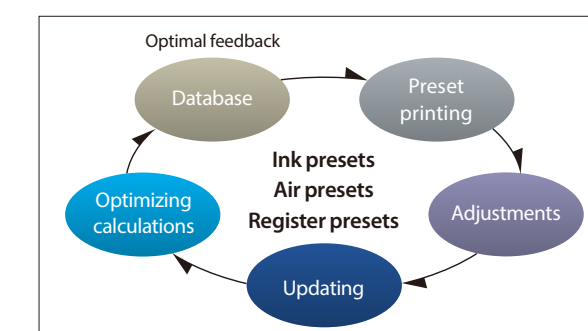 Optimal feedback
Database
Preset
printing
Ink presets
Air presets
Register presets
Optimizing
calculations
Adjustments
Updating